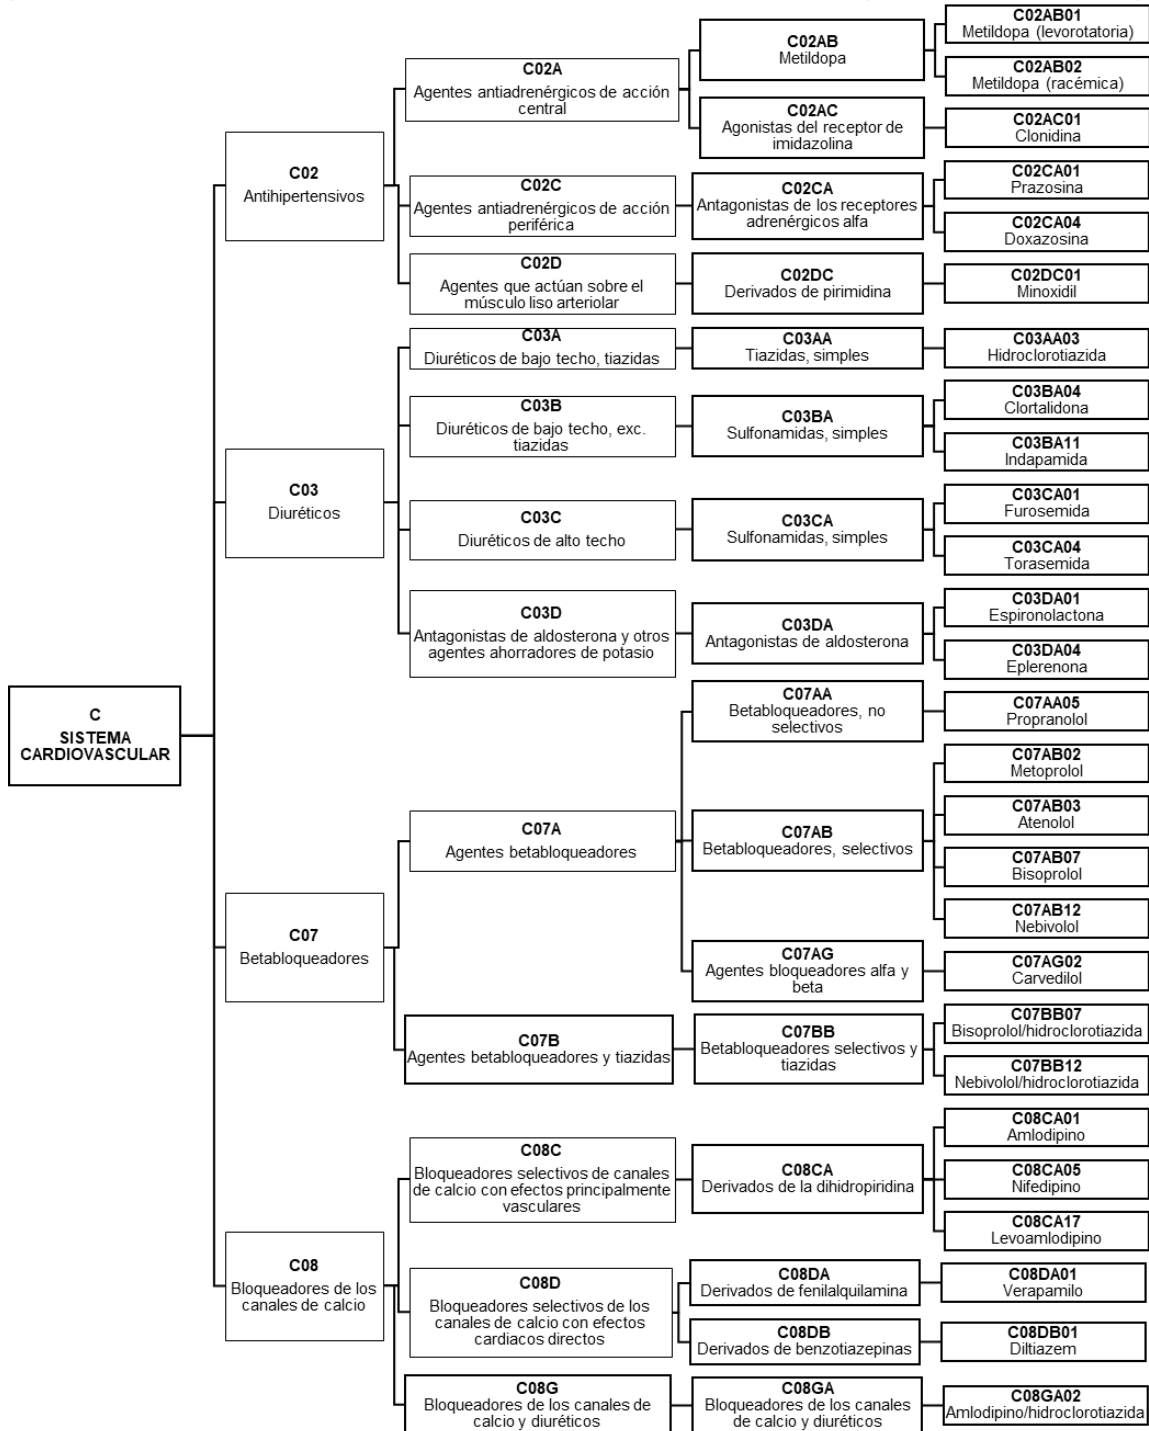 C
SISTEMA
CARDIOVASCULAR
C02
Antihipertensivos
C02A
Agentes antiadrenérgicos de acción
central
C02AB
Metildopa
C02AB01
Metildopa (levorotatoria)
C02AB02
Metildopa (racémica)
C02AC
Agonistas del receptor de
imidazolina
C02AC01
Clonidina
C02C
Agentes antiadrenérgicos de acción
periférica
C02CA
Antagonistas de los receptores
adrenérgicos alfa
C02CA01
Prazosina
C02CA04
Doxazosina
C02D
Agentes que actúan sobre el
músculo liso arteriolar
C02DC
Derivados de pirimidina
C02DC01
Minoxidil
C03
Diuréticos
C03A
Diuréticos de bajo techo, tiazidas
C03AA
Tiazidas, simples
C03AA03
Hidroclorotiazida
C03B
Diuréticos de bajo techo, exc.
tiazidas
C03BA
Sulfonamidas, simples
C03BA04
Clortalidona
C03BA11
Indapamida
C03C
Diuréticos de alto techo
C03CA
Sulfonamidas, simples
C03CA01
Furosemida
C03CA04
Torasemida
C03D
Antagonistas de aldosterona y otros
agentes ahorradores de potasio
C03DA
Antagonistas de aldosterona
C03DA01
Espironolactona
C03DA04
Eplerenona
C07
Betabloqueadores
C07A
Agentes betabloqueadores
C07AA
Betabloqueadores, no
selectivos
C07AA05
Propranolol
C07AB
Betabloqueadores, selectivos
C07AB02
Metoprolol
C07AB03
Atenolol
C07AB07
Bisoprolol
C07AB12
Nebivolol
C07AG
Agentes bloqueadores alfa y
beta
C07AG02
Carvedilol
C07B
Agentes betabloqueadores y tiazidas
C07BB
Betabloqueadores selectivos y
tiazidas
C07BB07
Bisoprolol/hidroclorotiazida
C07BB12
Nebivolol/hidroclorotiazida
C08
Bloqueadores de los
canales de calcio
C08C
Bloqueadores selectivos de canales
de calcio con efectos principalmente
vasculares
C08CA
Derivados de la dihidropiridina
C08CA01
Amlodipino
C08CA05
Nifedipino
C08CA17
Levoamlodipino
C08D
Bloqueadores selectivos de los
canales de calcio con efectos
cardiacos directos
C08DA
Derivados de fenilalquilamina
C08DA01
Verapamilo
C08DB
Derivados de benzotiazepinas
C08DB01
Diltiazem
C08G
Bloqueadores de los canales de
calcio y diuréticos
C08GA
Bloqueadores de los canales
de calcio y diuréticos
C08GA02
Amlodipino/hidroclorotiazida